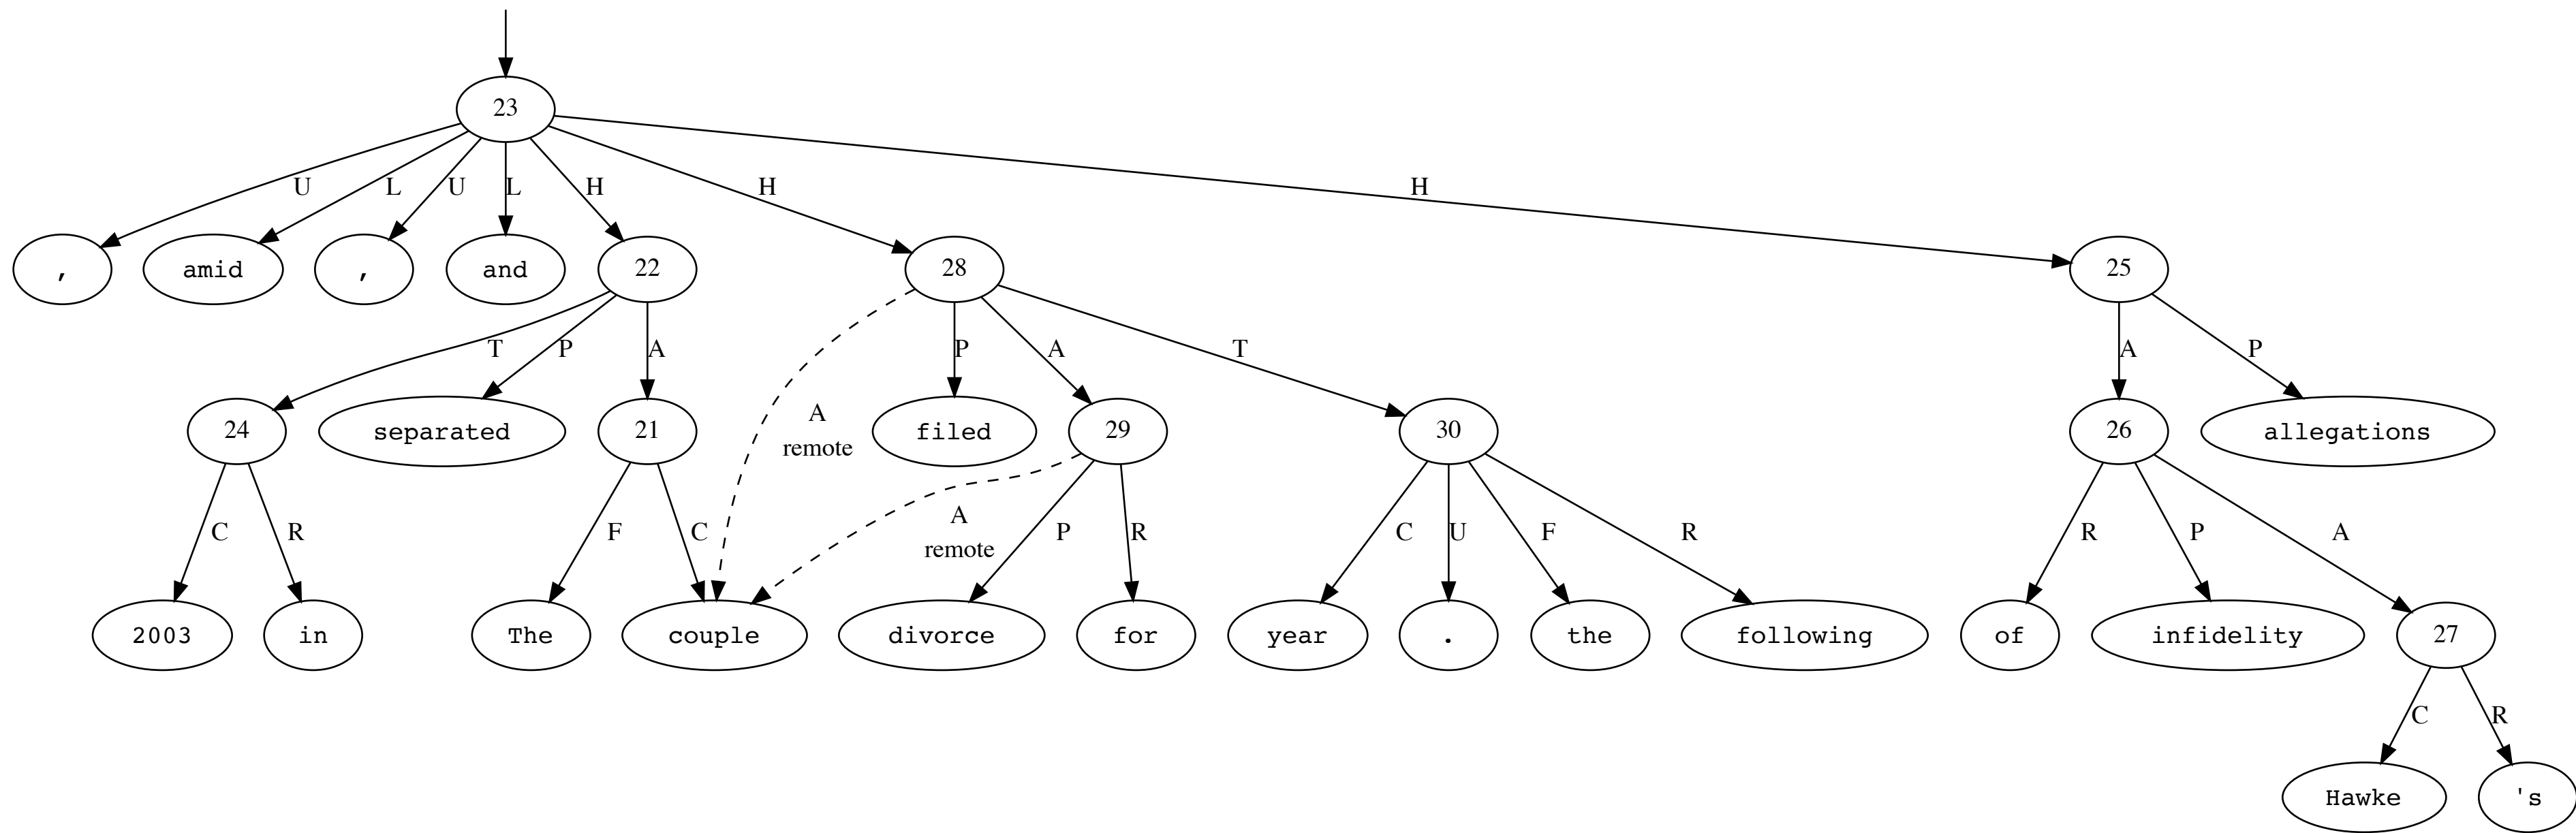 23
U L U L H H H
, amid , and 22 28 25
T P A P A T A P
24 separated 21 A remote filed 29 30 26 allegations
C R F C A remote P R C U F R R P A
2003 in The couple divorce for year . the following of infidelity 27
C R
Hawke 's